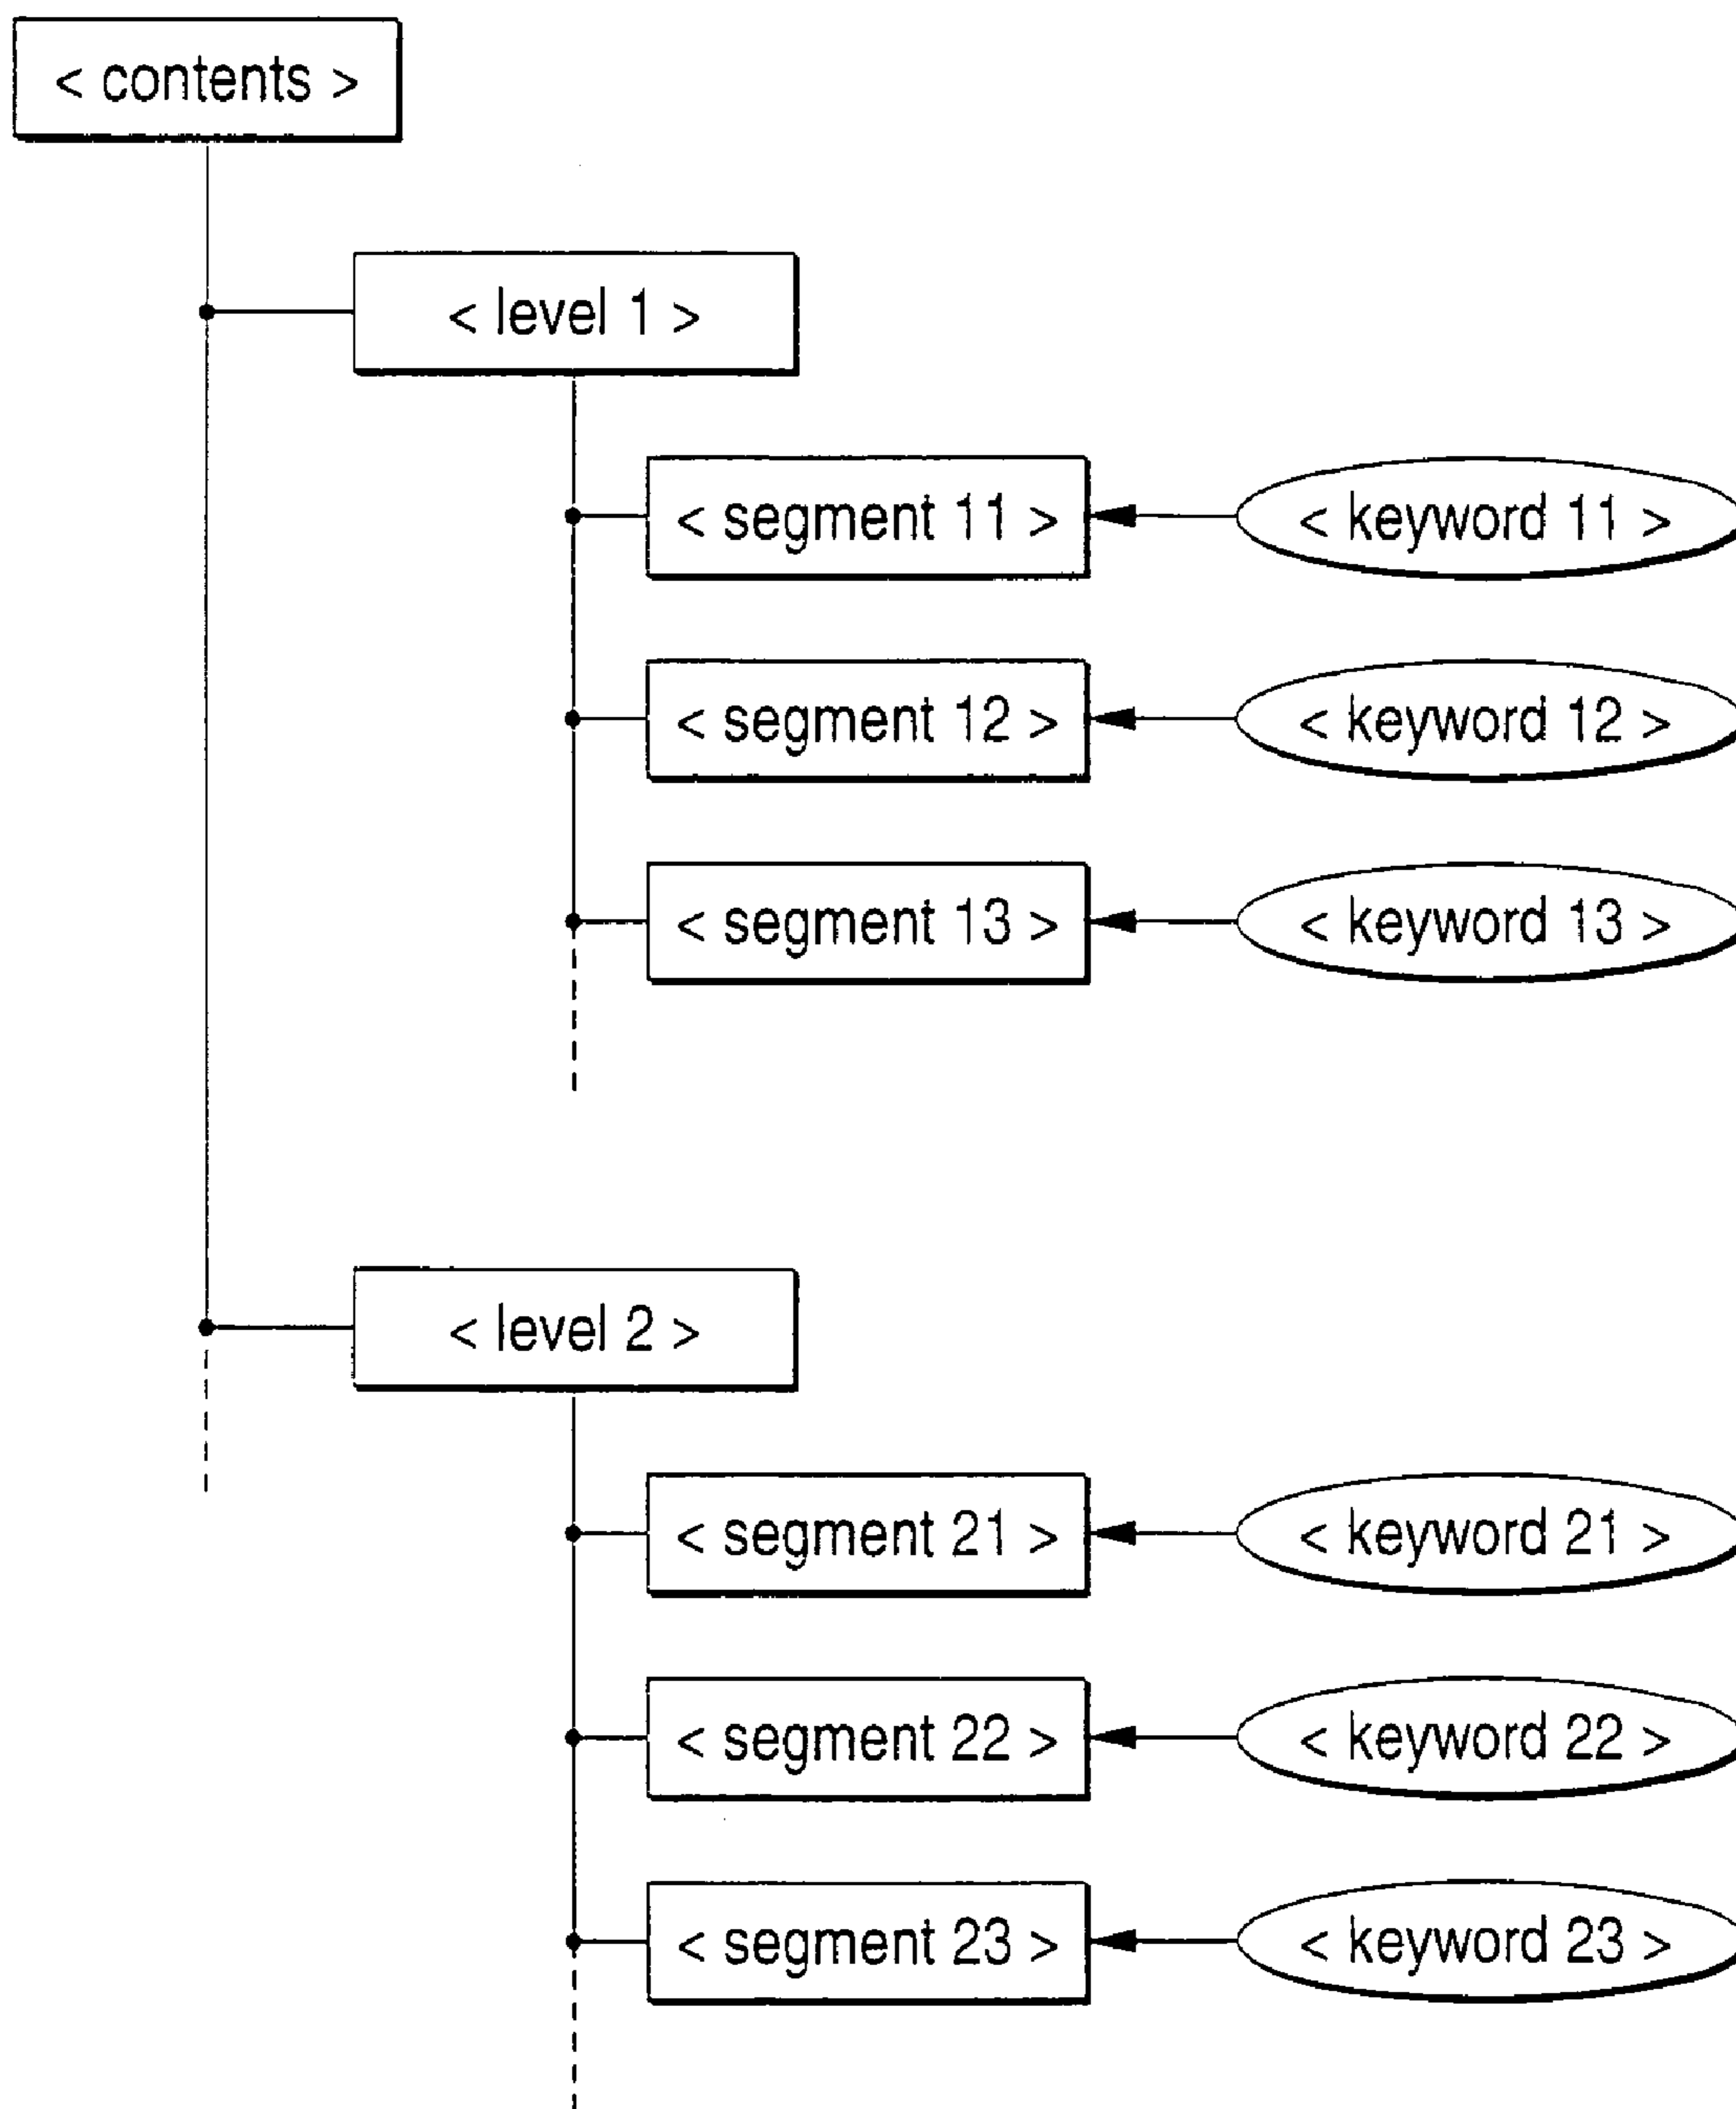 < contents >
< level 1 >
< segment 11 > < keyword 11 >
< segment 12 > < keyword 12 >
< segment 13 > < keyword 13 >
< level 2 >
< segment 21 > < keyword 21 >
< segment 22 > < keyword 22 >
< segment 23 > < keyword 23 >